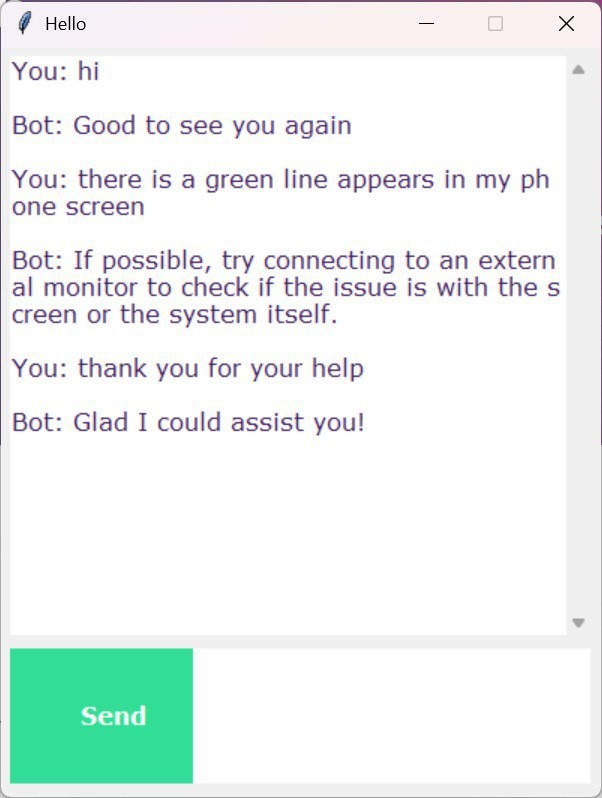 Hello
You: hi
Bot: Good to see you again
You: there is a green line appears in my ph
one screen
Bot: If possible, try connecting to an extern
al monitor to check if the issue is with the s
creen or the system itself.
You: thank you for your help
Bot: Glad I could assist you!
Send